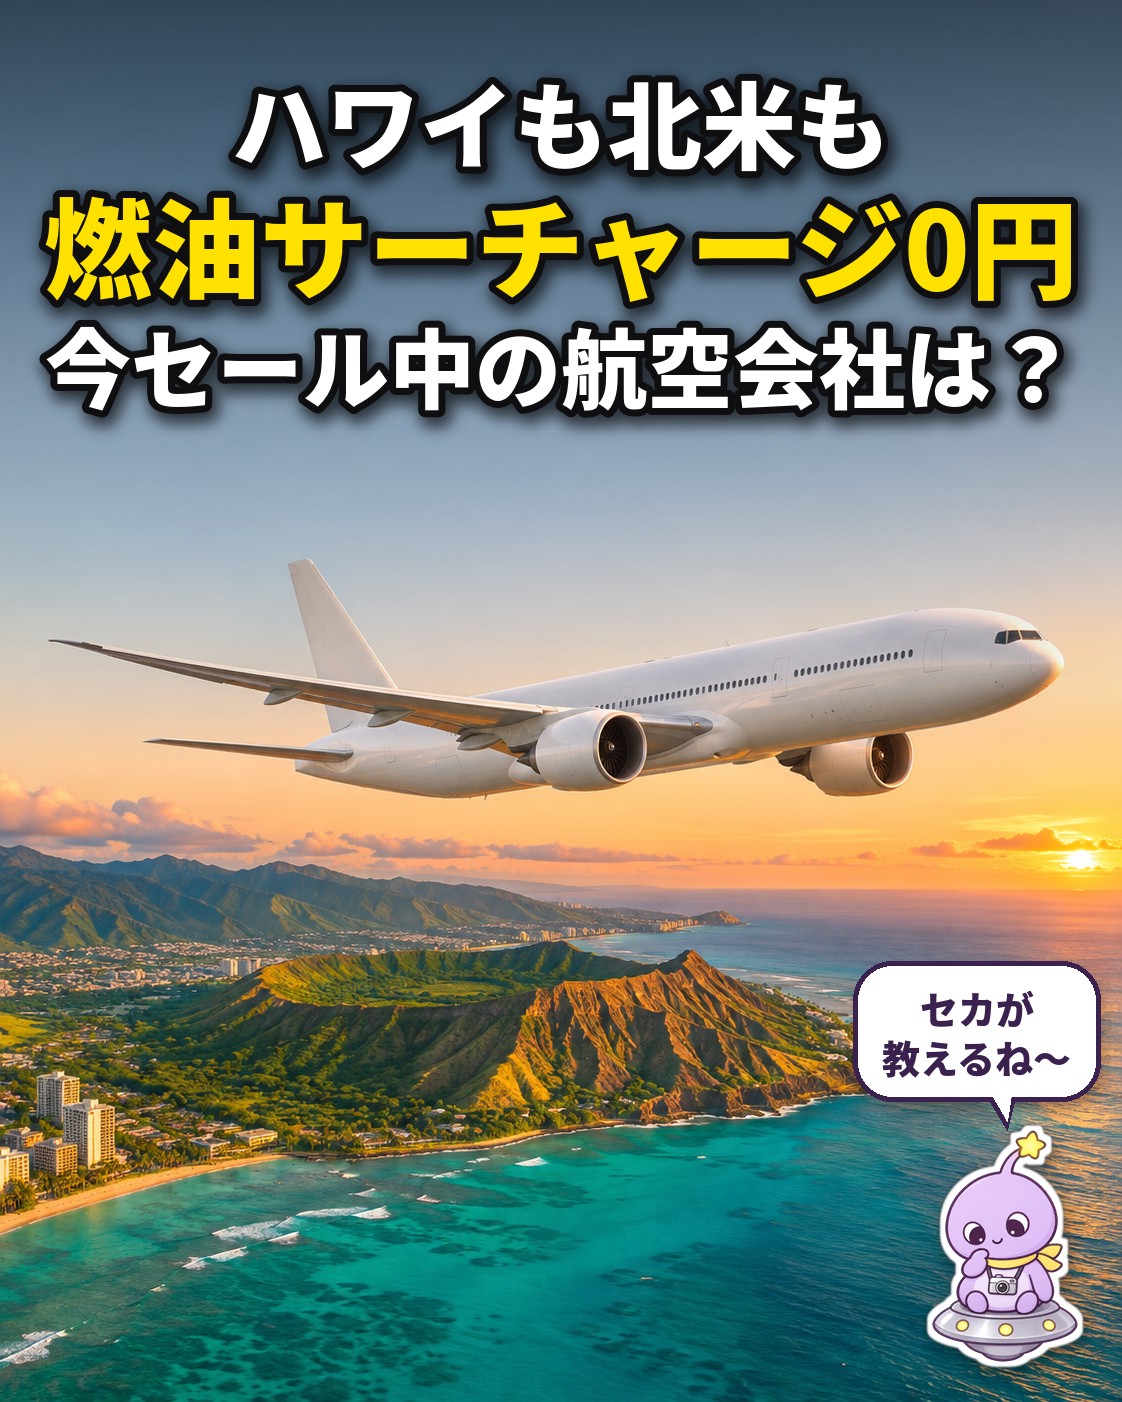 ハワイも北米も
燃油サーチャージ0円
今セール中の航空会社は？
セカが
教えるね〜